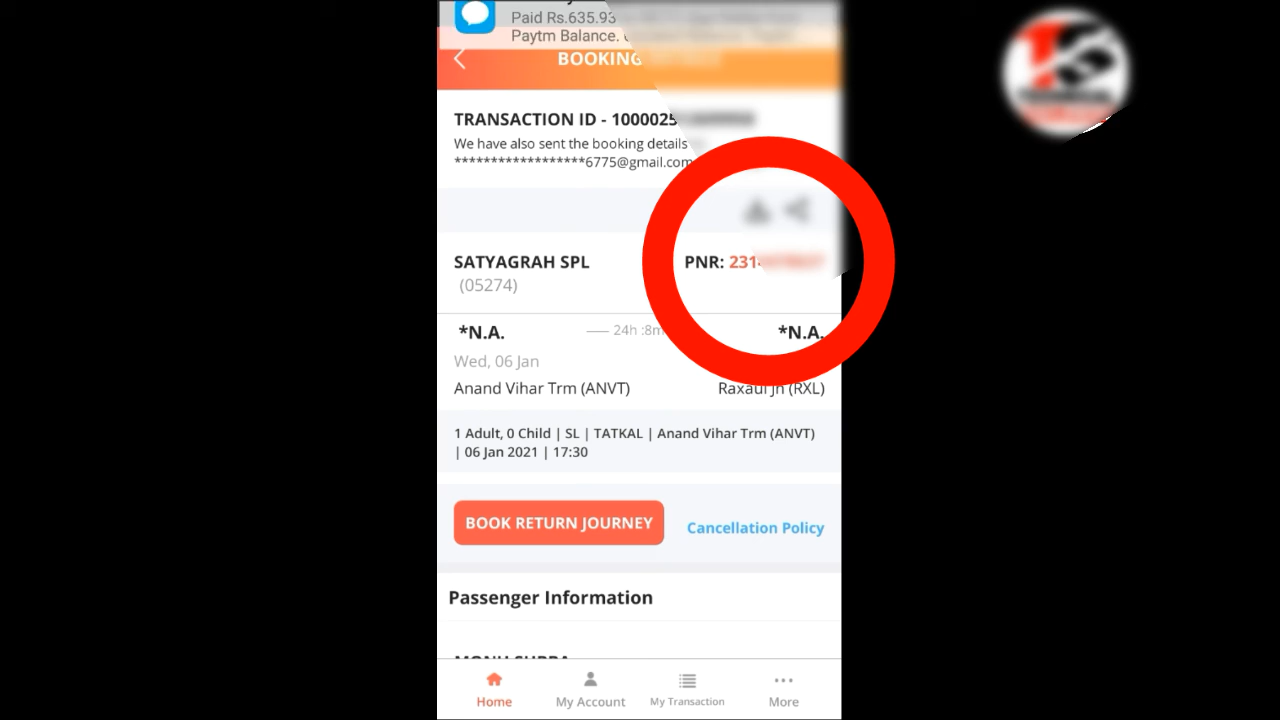 Paid Rs.635.93
Paytm Balance.
BOOKING
TRANSACTION ID - 1000025
We have also sent the booking details
******************6775@gmail.com
SATYAGRAH SPL
PNR: 231
(05274)
*N.A.
24h :8m
*N.A.
Wed, 06 Jan
Anand Vihar Trm (ANVT)
Raxaul Jn (RXL)
1 Adult, 0 Child | SL | TATKAL | Anand Vihar Trm (ANVT)
| 06 Jan 2021 | 17:30
BOOK RETURN JOURNEY
Cancellation Policy
Passenger Information
Home
My Account
My Transaction
More